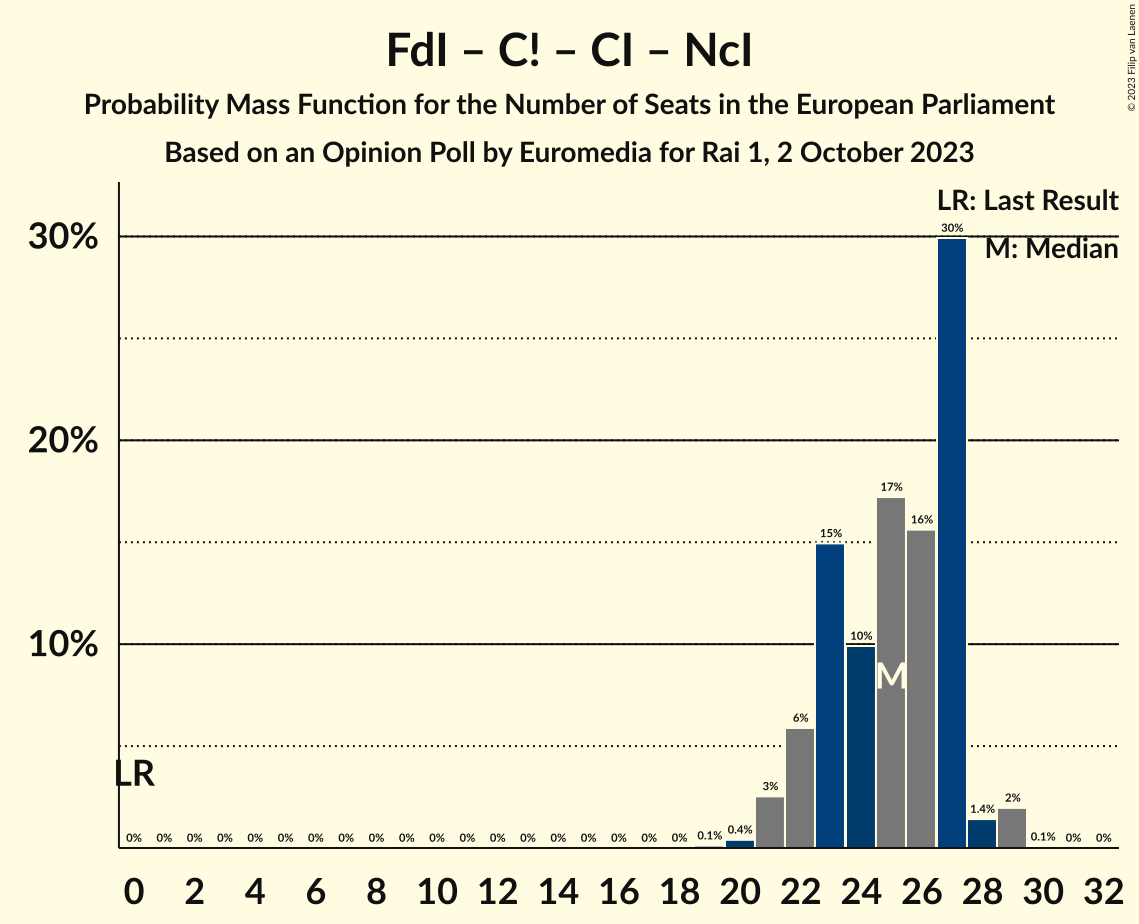 FdI – C! – CI – NcI
Probability Mass Function for the Number of Seats in the European Parliament
Based on an Opinion Poll by Euromedia for Rai 1, 2 October 2023
© 2023 Filip van Laenen
LR: Last Result
M: Median
30%
20%
10%
LR
M
0% 0% 0% 0% 0% 0% 0% 0% 0% 0% 0% 0% 0% 0% 0% 0% 0% 0% 0% 0.1% 0.4% 3% 6% 15% 10% 17% 16% 30% 1.4% 2% 0.1% 0% 0%
0 2 4 6 8 10 12 14 16 18 20 22 24 26 28 30 32